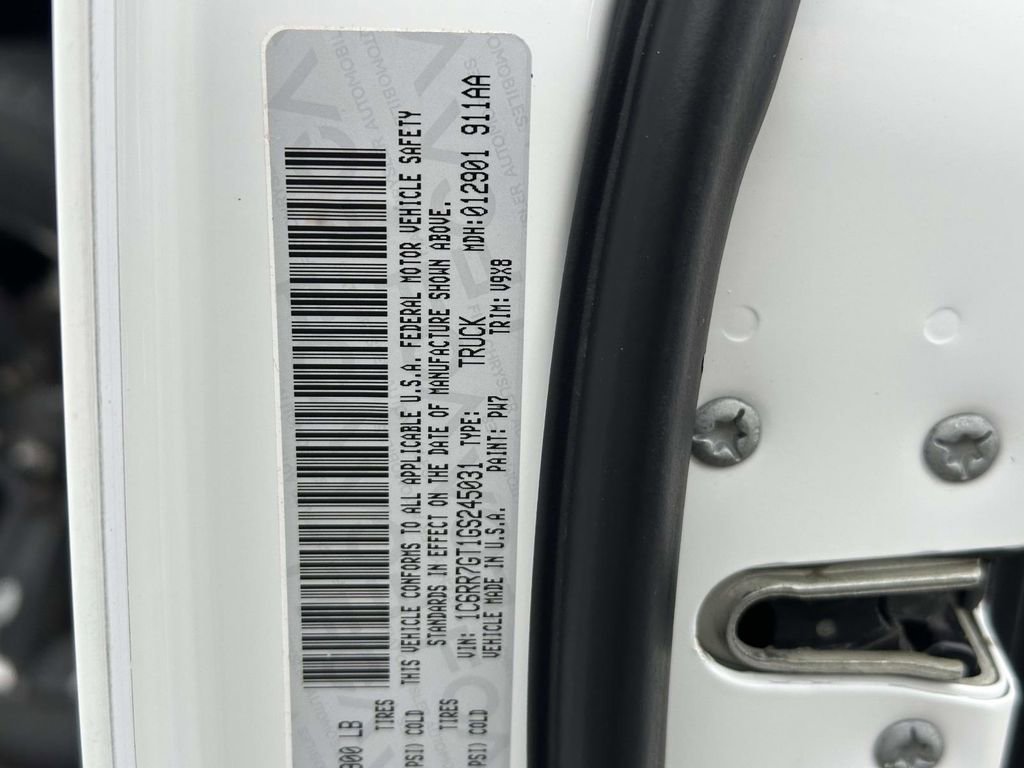 THIS VEHICLE CONFORMS TO ALL APPLICABLE U.S.A. FEDERAL MOTOR VEHICLE SAFETY
STANDARDS IN EFFECT ON THE DATE OF MANUFACTURE SHOWN ABOVE.
VIN: 1C6RR7GT1GS245031 TYPE: TRUCK MDH:012901 911AA
VEHICLE MADE IN U.S.A. PAINT: PW7 TRIM: V9X8
900 LB
TIRES
PSI) COLD
TIRES
PSI) COLD